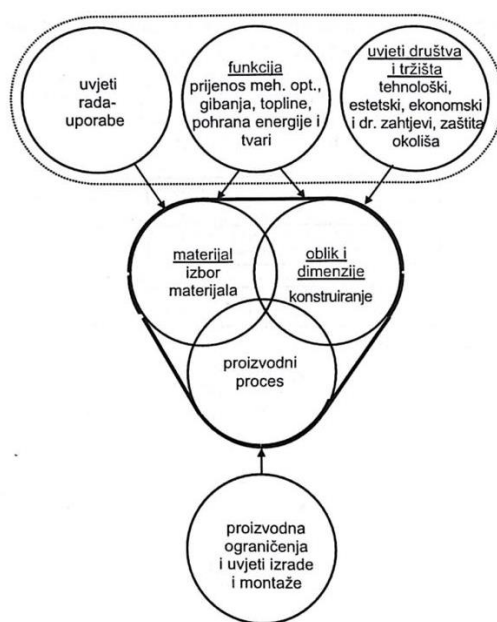 uvjeti
rada-
uporabe
funkcija
prijenos meh. opt.,
gibanja, topline,
pohrana energije i
tvari
uvjeti društva
i tržišta
tehnološki,
estetski, ekonomski
i dr. zahtjevi, zaštita
okoliša
materijal
izbor
materijala
oblik i
dimenzije
konstruiranje
proizvodni
proces
proizvodna
ograničenja
i uvjeti izrade
i montaže